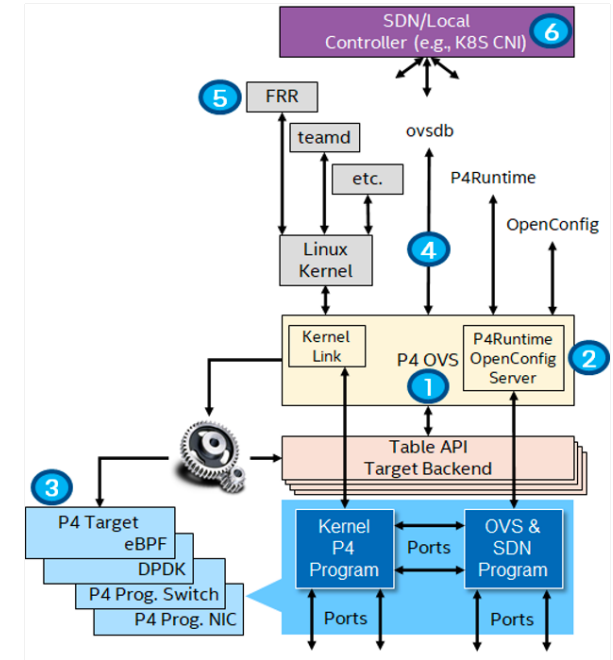 SDN/Local
Controller (e.g., K8S CNI)
6
5
FRR
teamd
etc.
ovsdb
P4Runtime
OpenConfig
Linux
Kernel
4
Kernel
Link
P4 OVS
1
P4Runtime
OpenConfig
Server
2
Table API
Target Backend
3
P4 Target
eBPF
DPDK
P4 Prog. Switch
P4 Prog. NIC
Kernel
P4
Program
Ports
OVS &
SDN
Program
Ports
Ports